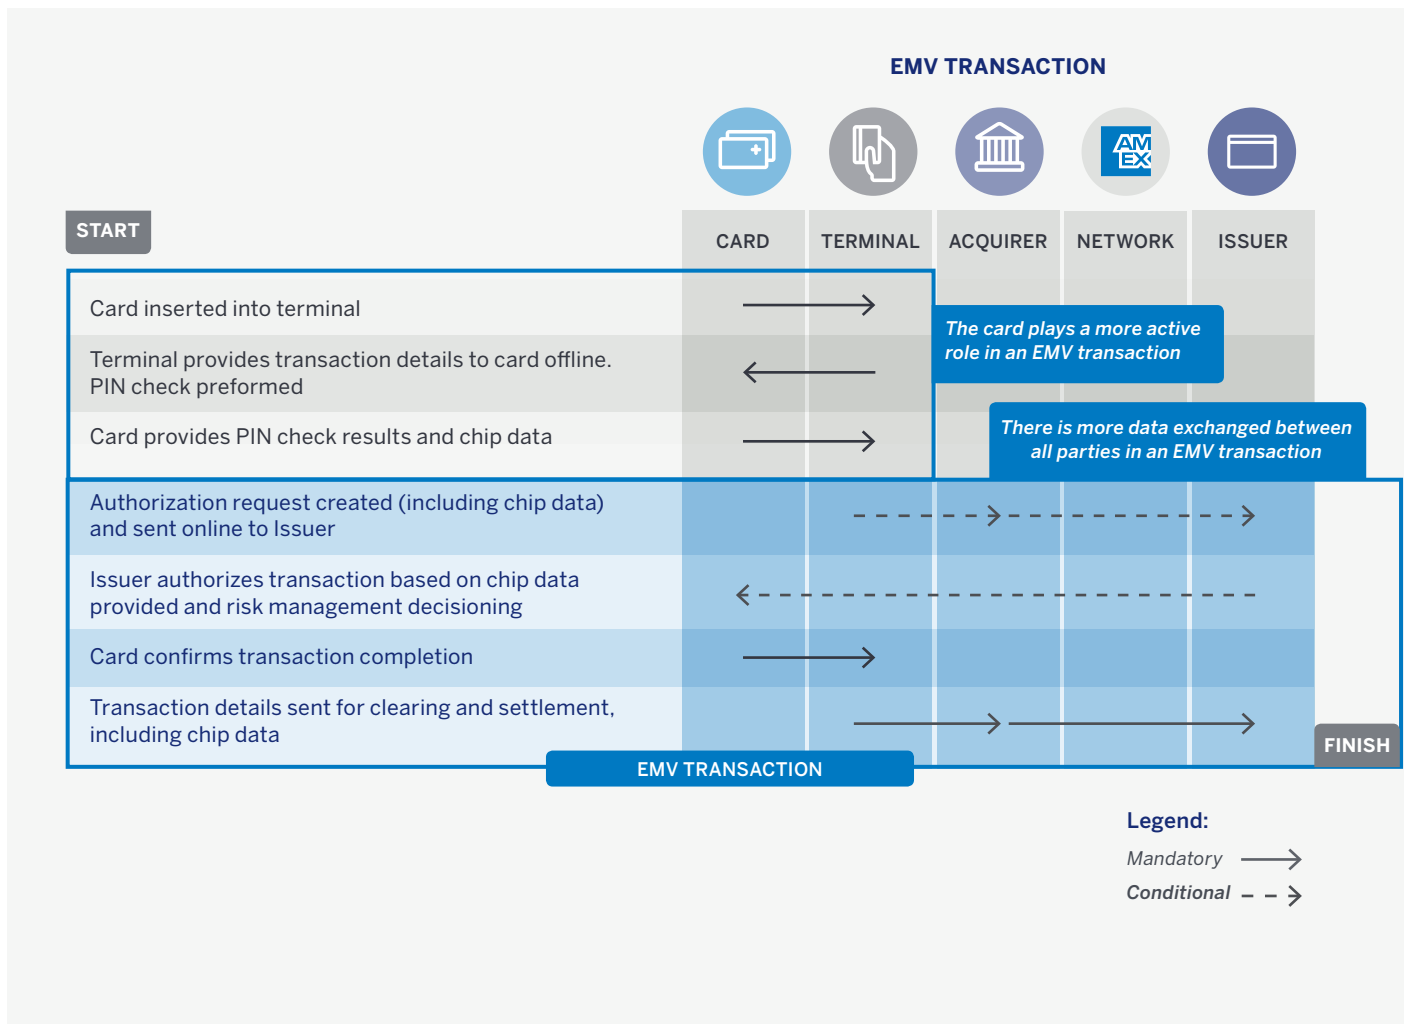 EMV TRANSACTION
AM
EX
START
CARD
TERMINAL
ACQUIRER
NETWORK
ISSUER
Card inserted into terminal
The card plays a more active
role in an EMV transaction
Terminal provides transaction details to card offline.
PIN check preformed
Card provides PIN check results and chip data
There is more data exchanged between
all parties in an EMV transaction
Authorization request created (including chip data)
and sent online to Issuer
Issuer authorizes transaction based on chip data
provided and risk management decisioning
Card confirms transaction completion
Transaction details sent for clearing and settlement,
including chip data
FINISH
EMV TRANSACTION
Legend:
Mandatory
Conditional